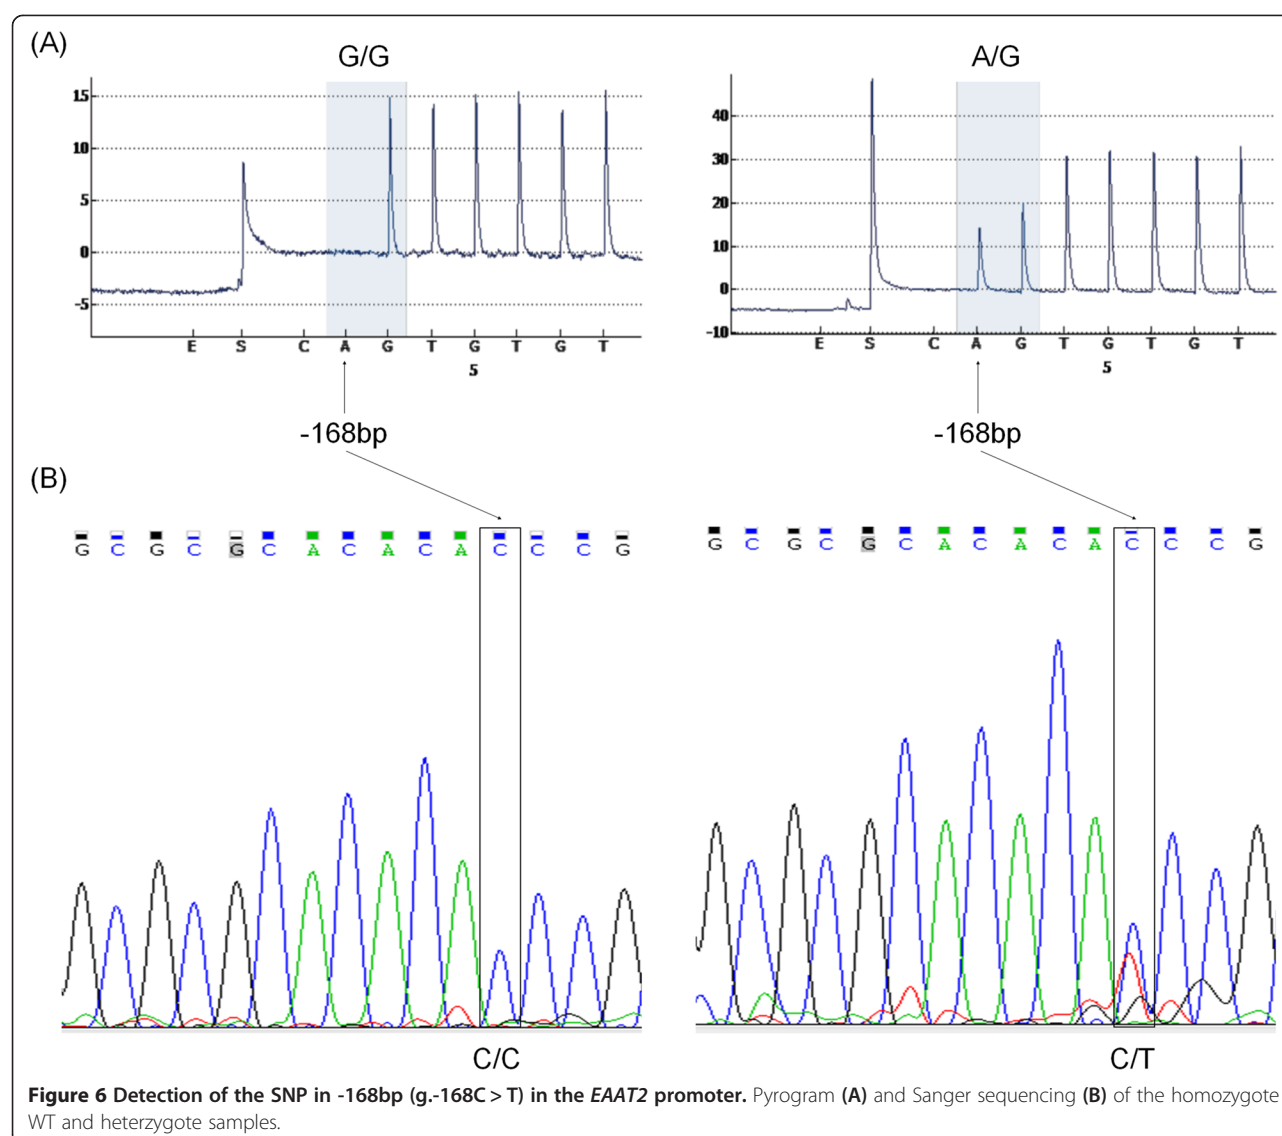 (A)
G/G
A/G
15
10
5
0
-5
E S C A G T G T G T
5
40
30
20
10
0
-10
E S C A G T G T G T
5
-168bp
-168bp
(B)
G C G C G C A C A C A C C C G
G C G C G C A C A C A C C C G
C/C
C/T
Figure 6 Detection of the SNP in -168bp (g.-168C > T) in the EAAT2 promoter. Pyrogram (A) and Sanger sequencing (B) of the homozygote
WT and heterzygote samples.